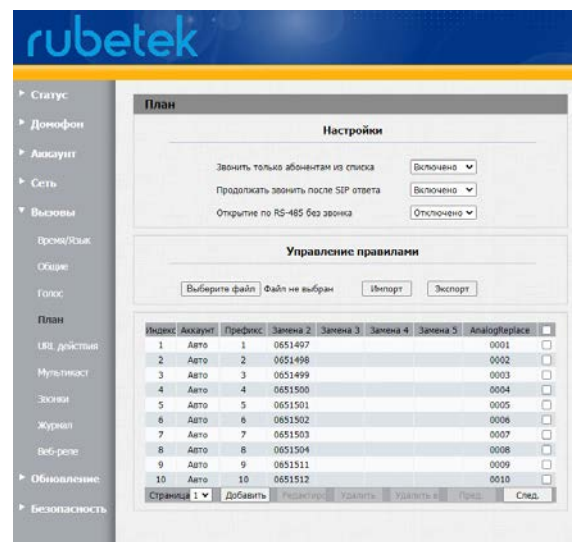 rubetek
Статус
Домофон
Аккаунт
Сеть
Вызовы
Время/Язык
Общие
Голос
План
URL действия
Мультикаст
Звонки
Журнал
Веб-реле
Обновление
Безопасность
План
Настройки
Звонить только абонентам из списка Включено
Продолжать звонить после SIP ответа Включено
Открытие по RS-485 без звонка Отключено
Управление правилами
Выберите файл Файл не выбран Импорт Экспорт
Индекс Аккаунт Префикс Замена 2 Замена 3 Замена 4 Замена 5 AnalogReplace
1 Авто 1 0651497 0001
2 Авто 2 0651498 0002
3 Авто 3 0651499 0003
4 Авто 4 0651500 0004
5 Авто 5 0651501 0005
6 Авто 6 0651502 0006
7 Авто 7 0651503 0007
8 Авто 8 0651504 0008
9 Авто 9 0651511 0009
10 Авто 10 0651512 0010
Страница 1 Добавить Редактирс Удалить Удалить в Пред. След.